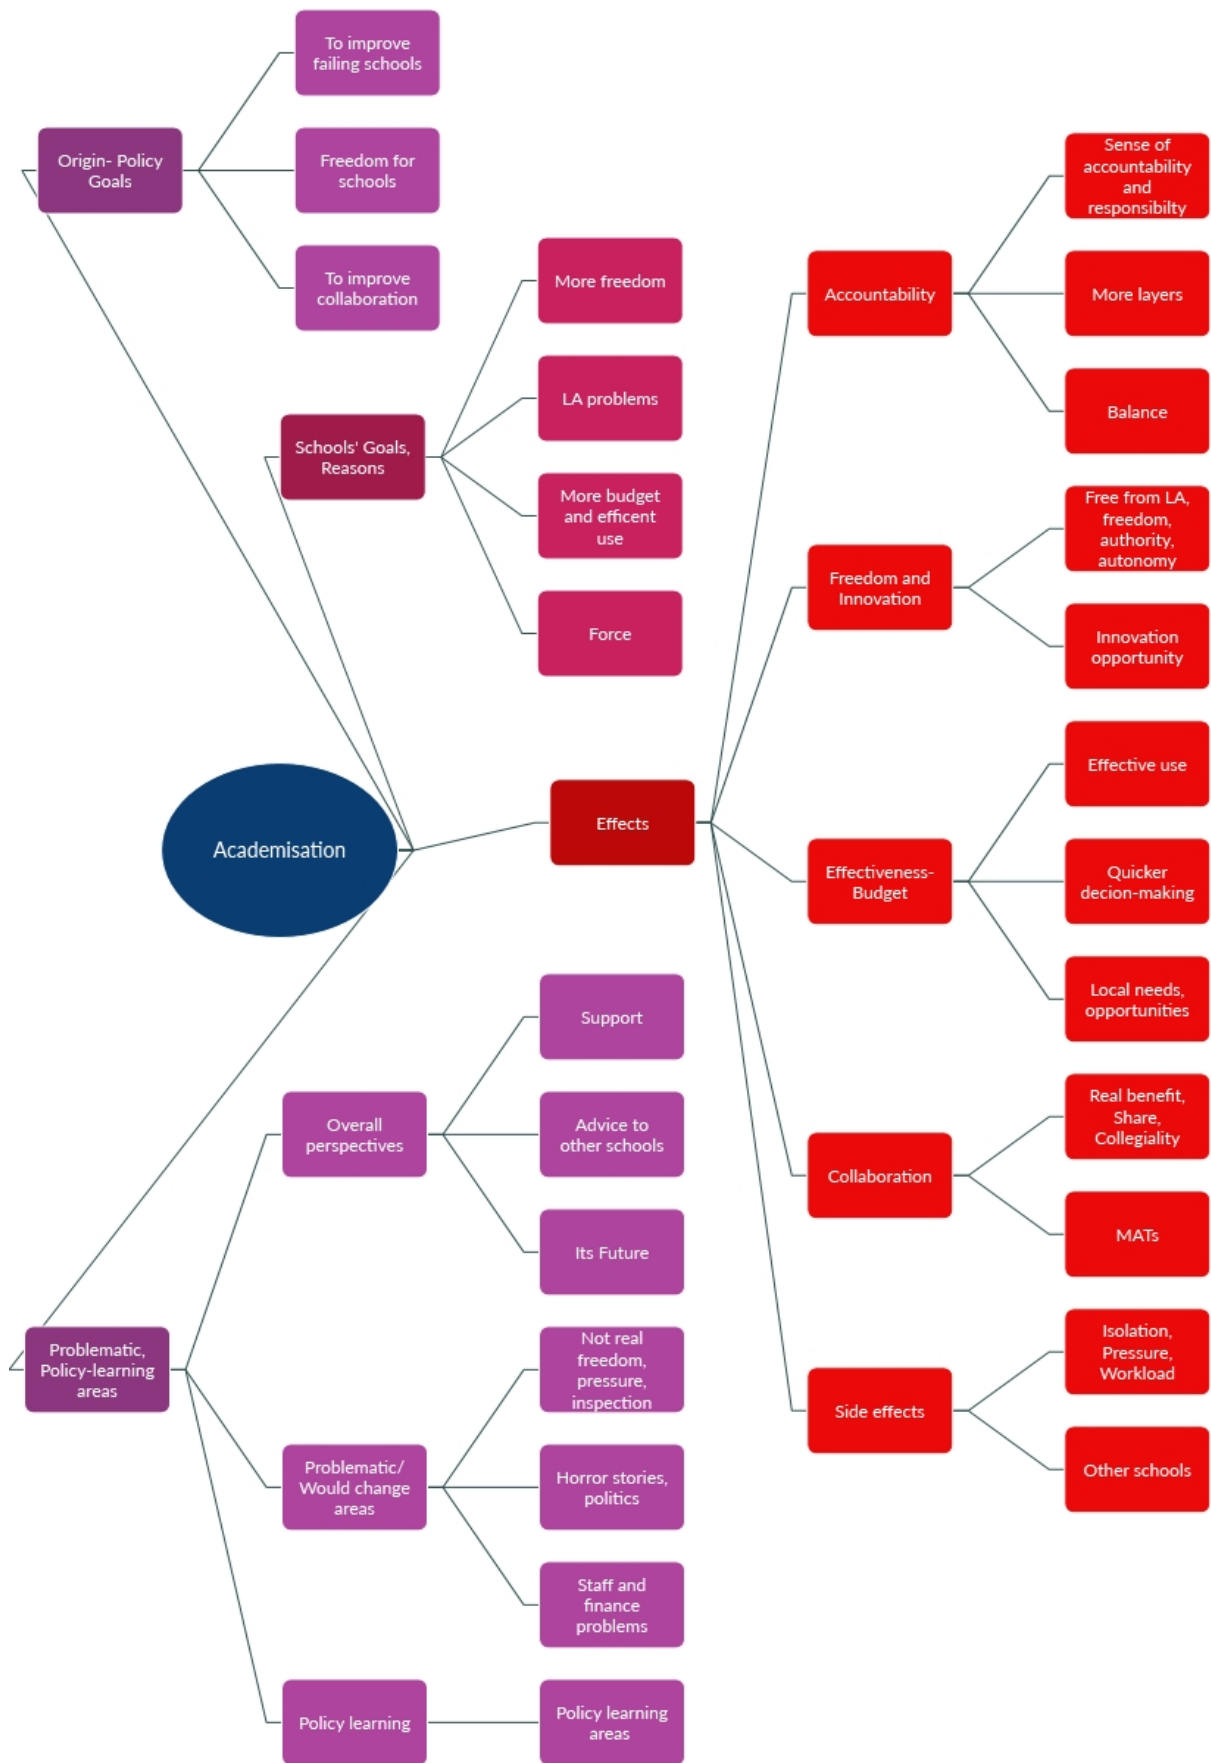 To improve
failing schools
Origin- Policy
Goals
Freedom for
schools
To improve
collaboration
Schools' Goals,
Reasons
More freedom
LA problems
More budget
and efficent
use
Force
Academisation
Effects
Accountability
Sense of
accountability
and
responsibilty
More layers
Balance
Freedom and
Innovation
Free from LA,
freedom,
authority,
autonomy
Innovation
opportunity
Effectiveness-
Budget
Effective use
Quicker
decion-making
Local needs,
opportunities
Collaboration
Real benefit,
Share,
Collegiality
MATs
Side effects
Isolation,
Pressure,
Workload
Other schools
Problematic,
Policy-learning
areas
Overall
perspectives
Support
Advice to
other schools
Its Future
Problematic/
Would change
areas
Not real
freedom,
pressure,
inspection
Horror stories,
politics
Staff and
finance
problems
Policy learning
Policy learning
areas